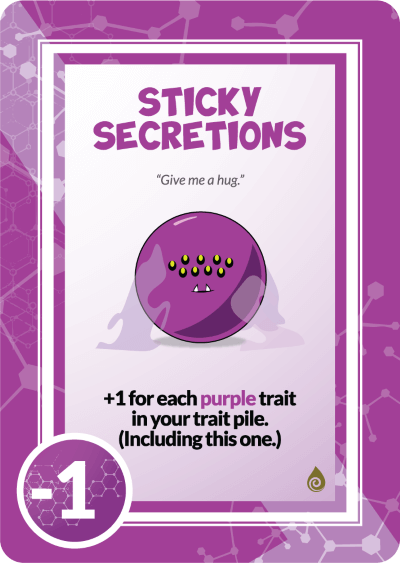 STICKY
SECRETIONS
“Give me a hug.”
+1 for each purple trait
in your trait pile.
(Including this one.)
-1